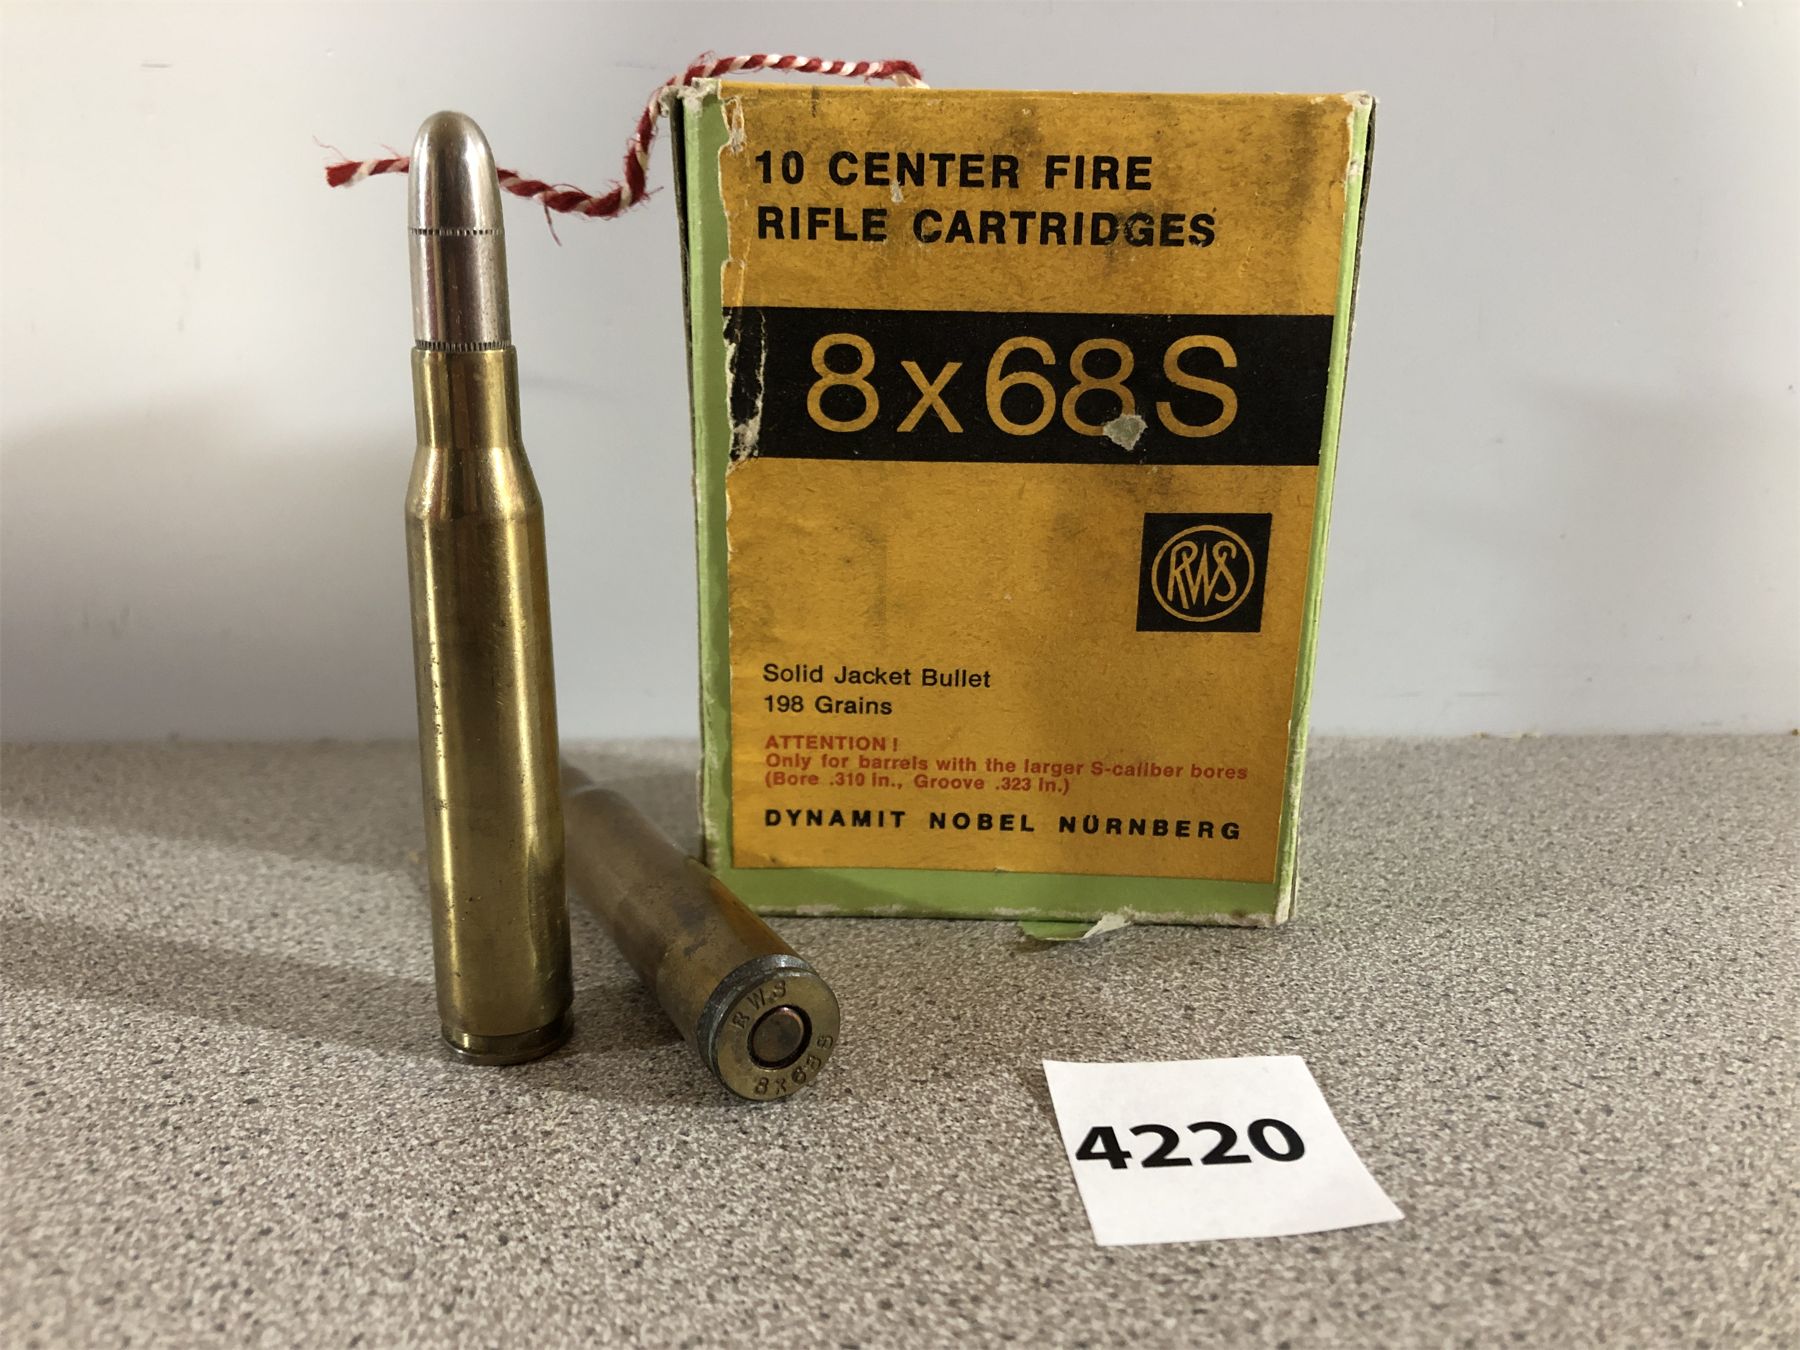 10 CENTER FIRE
RIFLE CARTRIDGES
8x68S
RWS
Solid Jacket Bullet
198 Grains
ATTENTION!
Only for barrels with the larger S-caliber bores
(Bore .310 in., Groove .323 in.)
DYNAMIT NOBEL NÜRNBERG
R W S
8x68S
4220